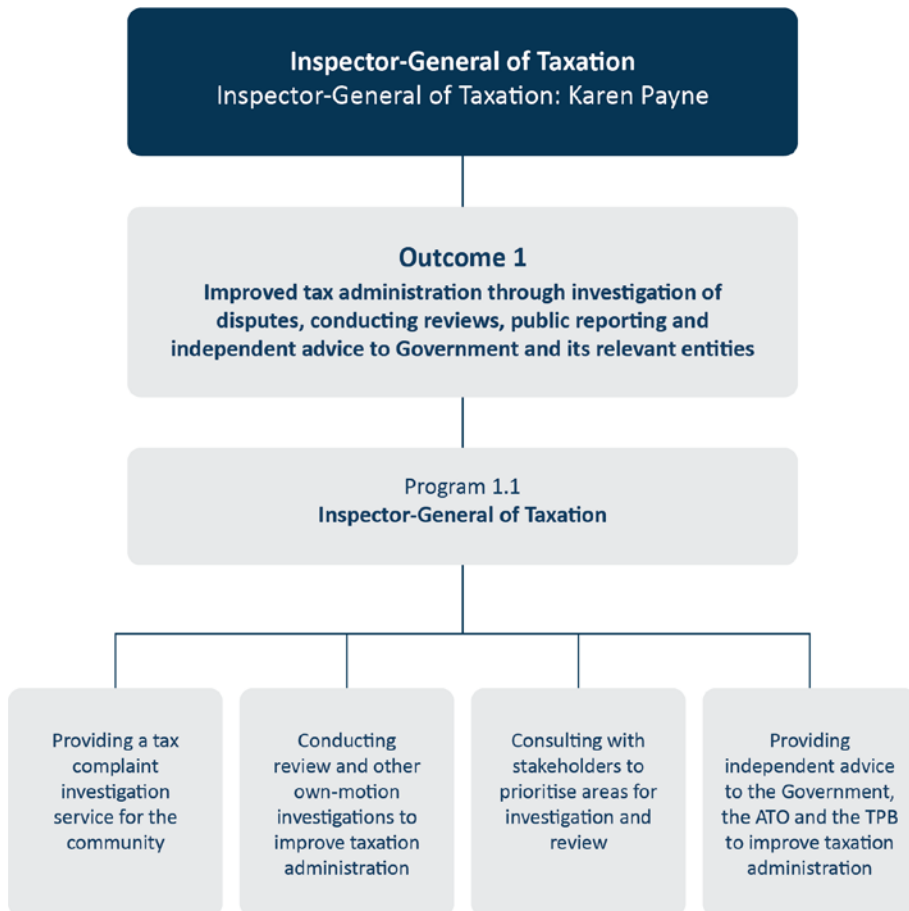 Inspector-General of Taxation
Inspector-General of Taxation: Karen Payne
Outcome 1
Improved tax administration through investigation of
disputes, conducting reviews, public reporting and
independent advice to Government and its relevant entities
Program 1.1
Inspector-General of Taxation
Providing a tax
complaint
investigation
service for the
community
Conducting
review and other
own-motion
investigations to
improve taxation
administration
Consulting with
stakeholders to
prioritise areas for
investigation and
review
Providing
independent advice
to the Government,
the ATO and the TPB
to improve taxation
administration